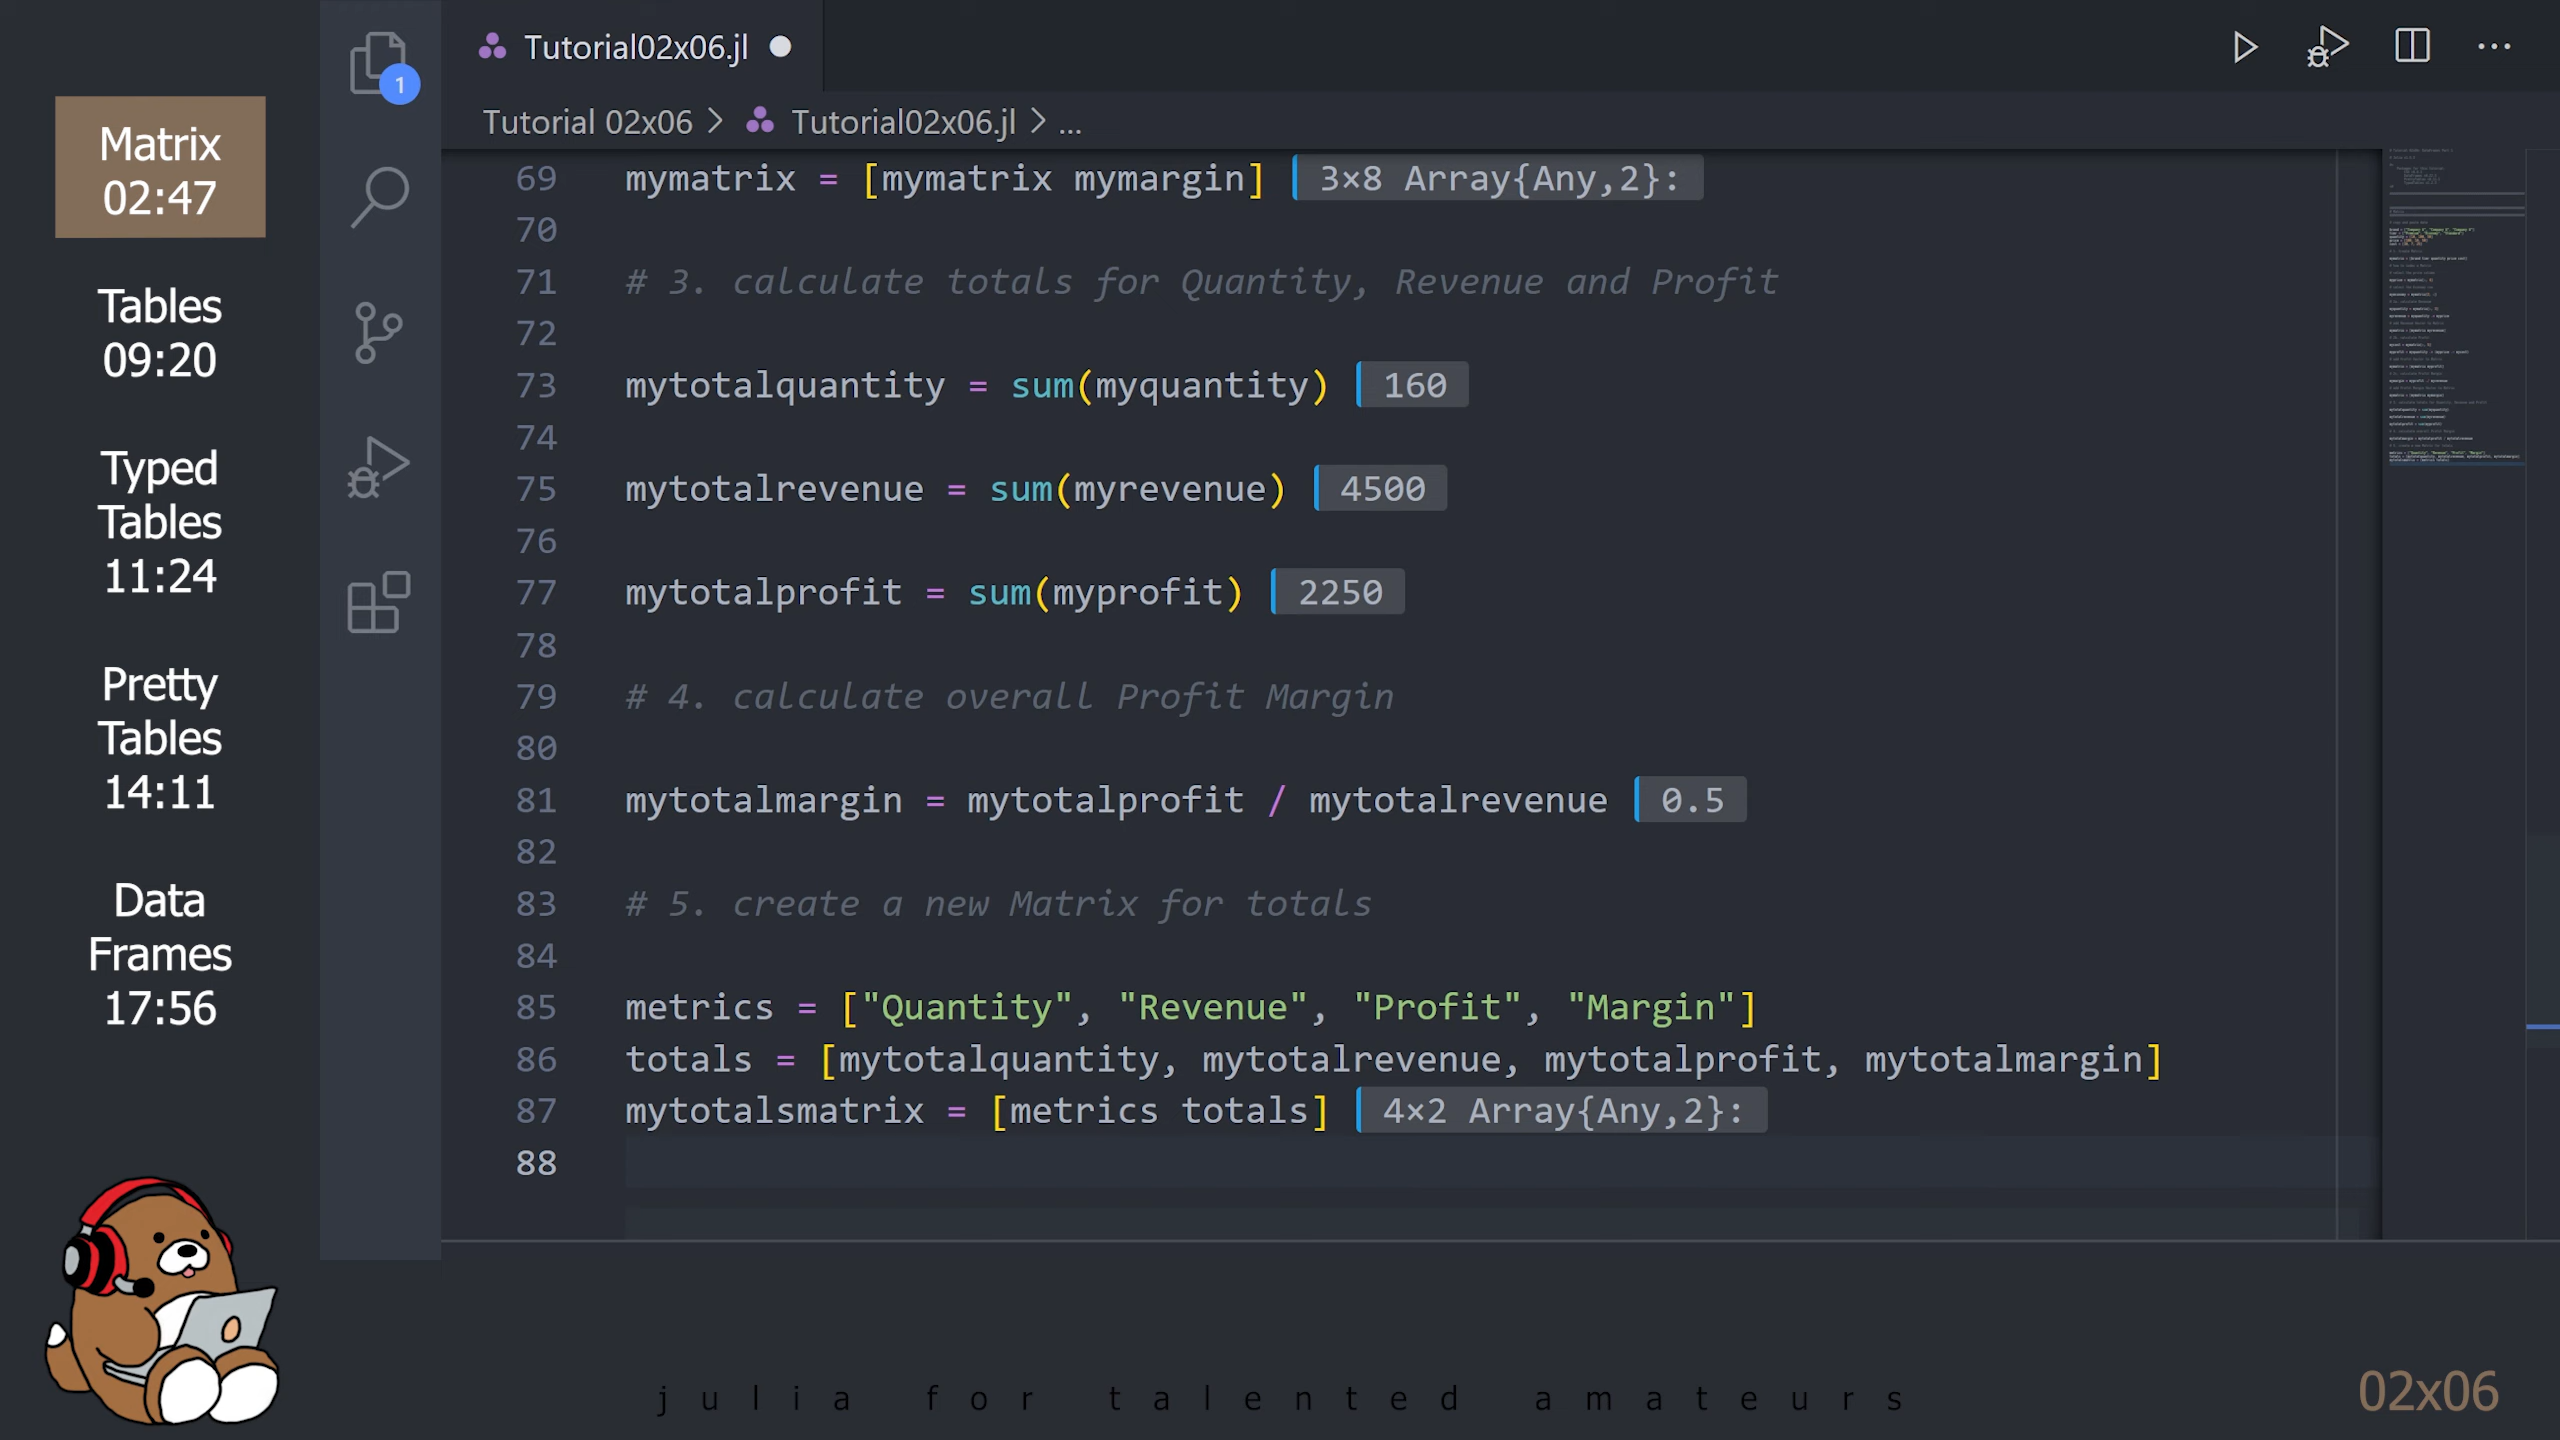 Matrix
02:47
Tables
09:20
Typed
Tables
11:24
Pretty
Tables
14:11
Data
Frames
17:56
1
Tutorial02x06.jl
Tutorial 02x06 > Tutorial02x06.jl > ...
69 mymatrix = [mymatrix mymargin] 3×8 Array{Any,2}:
70
71 # 3. calculate totals for Quantity, Revenue and Profit
72
73 mytotalquantity = sum(myquantity) 160
74
75 mytotalrevenue = sum(myrevenue) 4500
76
77 mytotalprofit = sum(myprofit) 2250
78
79 # 4. calculate overall Profit Margin
80
81 mytotalmargin = mytotalprofit / mytotalrevenue 0.5
82
83 # 5. create a new Matrix for totals
84
85 metrics = ["Quantity", "Revenue", "Profit", "Margin"]
86 totals = [mytotalquantity, mytotalrevenue, mytotalprofit, mytotalmargin]
87 mytotalsmatrix = [metrics totals] 4×2 Array{Any,2}:
88
julia for talented amateurs
02x06